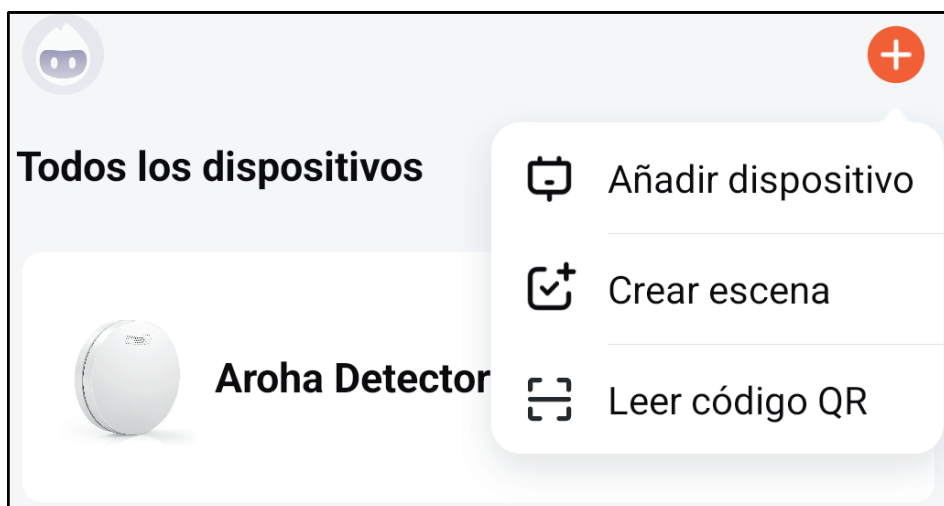 Todos los dispositivos
Añadir dispositivo
Crear escena
Aroha Detector
Leer código QR